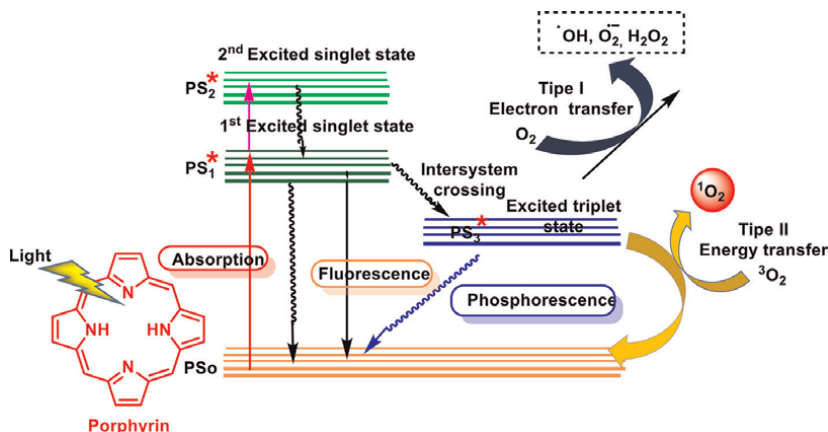 ˙OH, O₂˙⁻, H₂O₂
2nd Excited singlet state
Tipe I
Electron transfer
O₂
PS₂*
1st Excited singlet state
PS₁*
Intersystem
crossing
Excited triplet
state
PS₃*
¹O₂
Tipe II
Energy transfer
³O₂
Light
Absorption
Fluorescence
Phosphorescence
N
NH
HN
N
PSo
Porphyrin